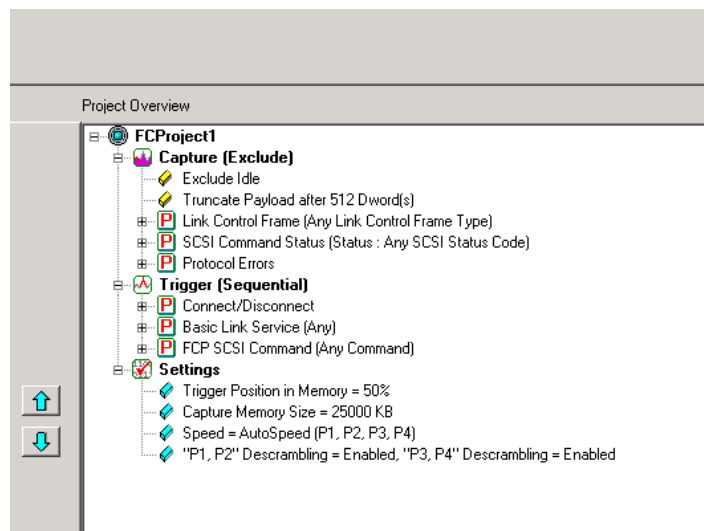 Project Overview
FCProject1
Capture (Exclude)
Exclude Idle
Truncate Payload after 512 Dword(s)
P Link Control Frame (Any Link Control Frame Type)
P SCSI Command Status (Status : Any SCSI Status Code)
P Protocol Errors
Trigger (Sequential)
P Connect/Disconnect
P Basic Link Service (Any)
P FCP SCSI Command (Any Command)
Settings
Trigger Position in Memory = 50%
Capture Memory Size = 25000 KB
Speed = AutoSpeed (P1, P2, P3, P4)
"P1, P2" Descrambling = Enabled, "P3, P4" Descrambling = Enabled